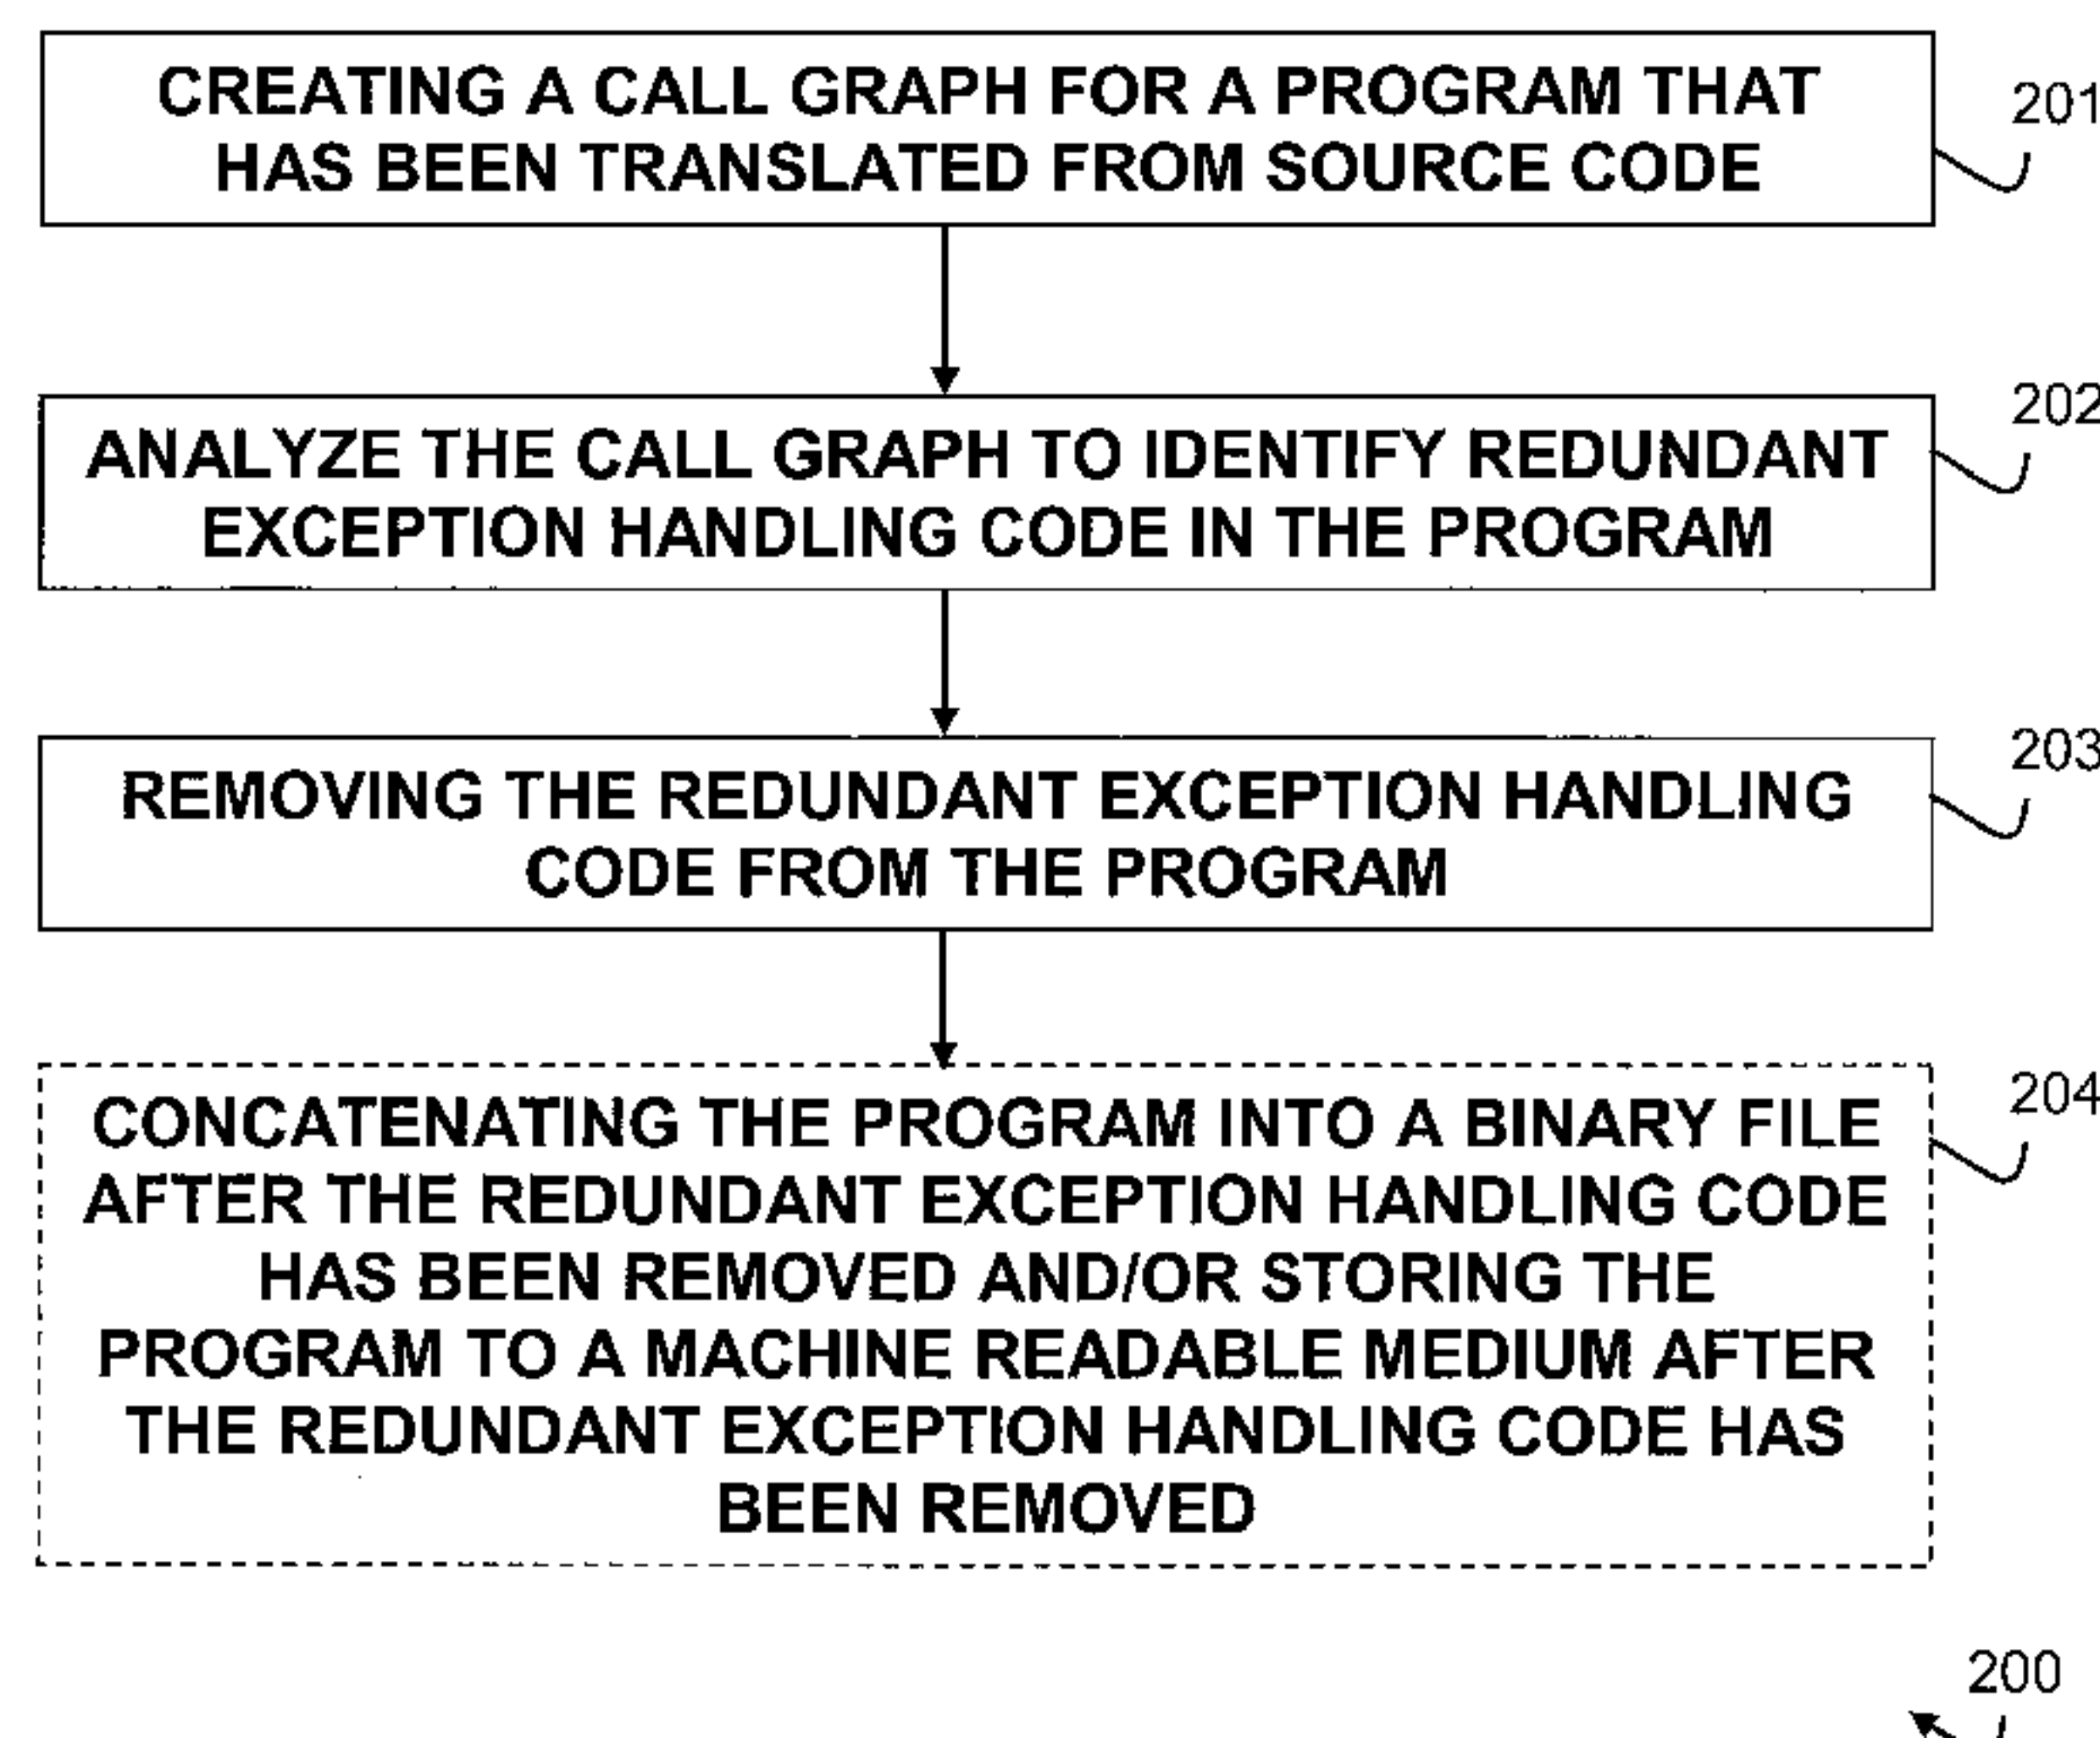 CREATING A CALL GRAPH FOR A PROGRAM THAT
HAS BEEN TRANSLATED FROM SOURCE CODE
201
202
ANALYZE THE CALL GRAPH TO IDENTIFY REDUNDANT
EXCEPTION HANDLING CODE IN THE PROGRAM
203
REMOVING THE REDUNDANT EXCEPTION HANDLING
CODE FROM THE PROGRAM
204
CONCATENATING THE PROGRAM INTO A BINARY FILE
AFTER THE REDUNDANT EXCEPTION HANDLING CODE
HAS BEEN REMOVED AND/OR STORING THE
PROGRAM TO A MACHINE READABLE MEDIUM AFTER
THE REDUNDANT EXCEPTION HANDLING CODE HAS
BEEN REMOVED
200